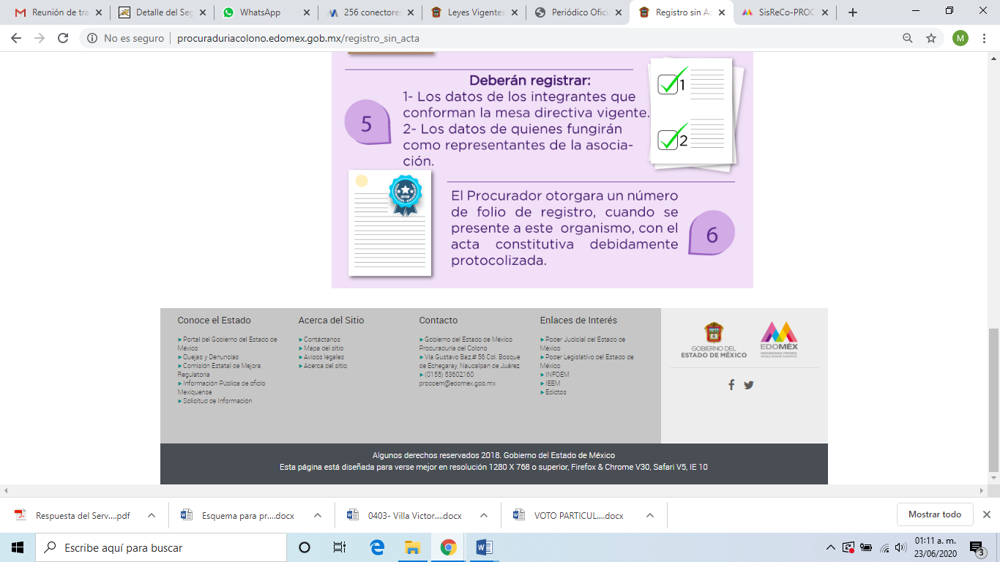 Reunión de tra
Detalle del Seg
WhatsApp
256 conectore
Leyes Vigentes
Periódico Ofici
Registro sin Ac
SisReCo-PROC
No es seguro
procuraduriacolono.edomex.gob.mx/registro_sin_acta
M
Deberán registrar:
1- Los datos de los integrantes que
conforman la mesa directiva vigente.
2- Los datos de quienes fungirán
como representantes de la asocia-
ción.
5
1
2
El Procurador otorgara un número
de folio de registro, cuando se
presente a este organismo, con el
acta constitutiva debidamente
protocolizada.
6
Conoce el Estado
Portal del Gobierno del Estado de
México
Quejas y Denuncias
Comisión Estatal de Mejora
Regulatoria
Información Publica de oficio
Mexiquense
Solicitud de Información
Acerca del Sitio
Contáctanos
Mapa del sitio
Avisos legales
Acerca del sitio
Contacto
Gobierno del Estado de México
Procuraduría del Colono
Vía Gustavo Baz # 55 Col. Bosque
de Echegaray, Naucalpan de Juárez
(0155) 53602160
procoem@edomex.gob.mx
Enlaces de Interés
Poder Judicial del Estado de
México
Poder Legislativo del Estado de
México
INFOEM
IEEM
Edictos
GOBIERNO DEL
ESTADO DE MÉXICO
EDOMÉX
DECISIONES FIRMES, RESULTADOS FUERTES.
Algunos derechos reservados 2018. Gobierno del Estado de México
Esta página está diseñada para verse mejor en resolución 1280 X 768 o superior, Firefox & Chrome V30, Safari V5, IE 10
Respuesta del Serv....pdf
Esquema para pr....docx
0403- Villa Victor....docx
VOTO PARTICUL....docx
Mostrar todo
Escribe aquí para buscar
01:11 a. m.
23/06/2020
3